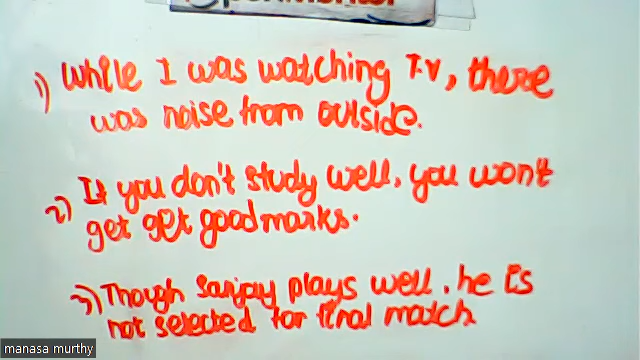 1) While I was watching T.V, there
was noise from outside.
2) If you don't study well, you won't
get get good marks.
3) Though Sanjay plays well, he is
not selected for final match.
manasa murthy